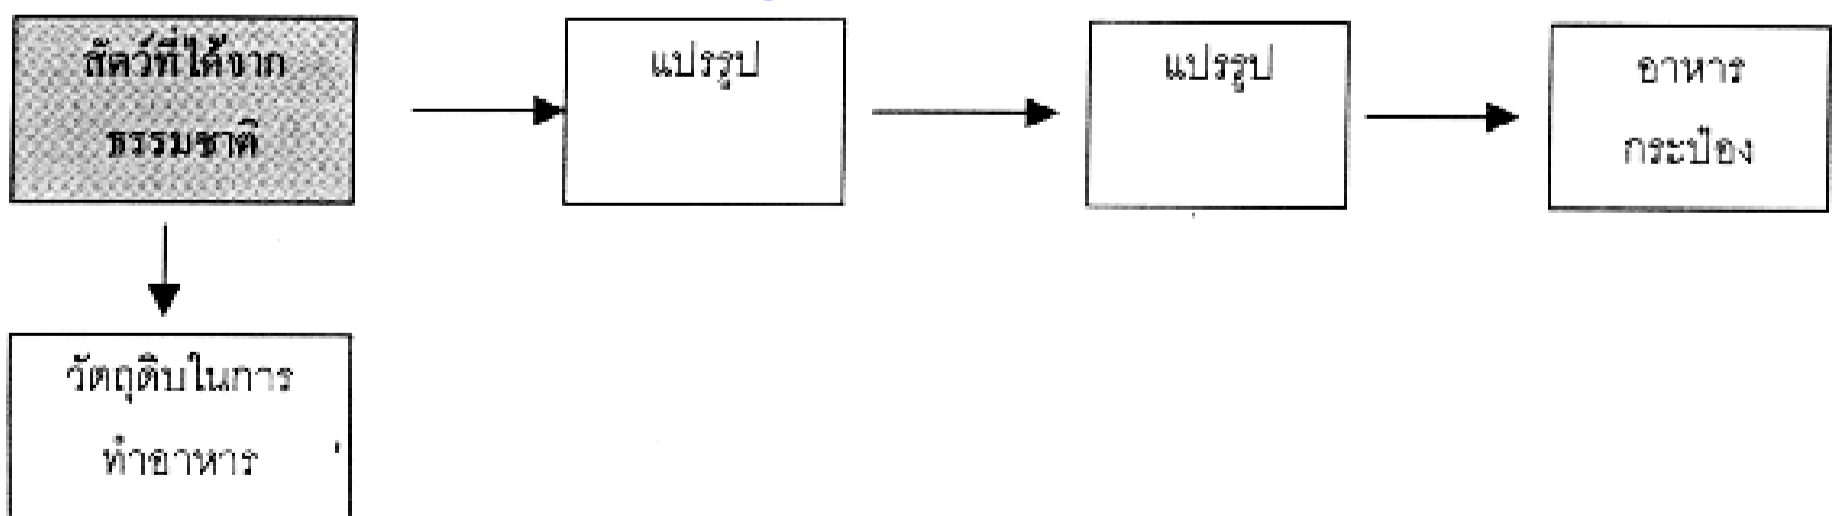 สัตว์ที่ได้จาก
ธรรมชาติ
แปรรูป
แปรรูป
อาหาร
กระป๋อง
วัตถุดิบในการ
ทำอาหาร